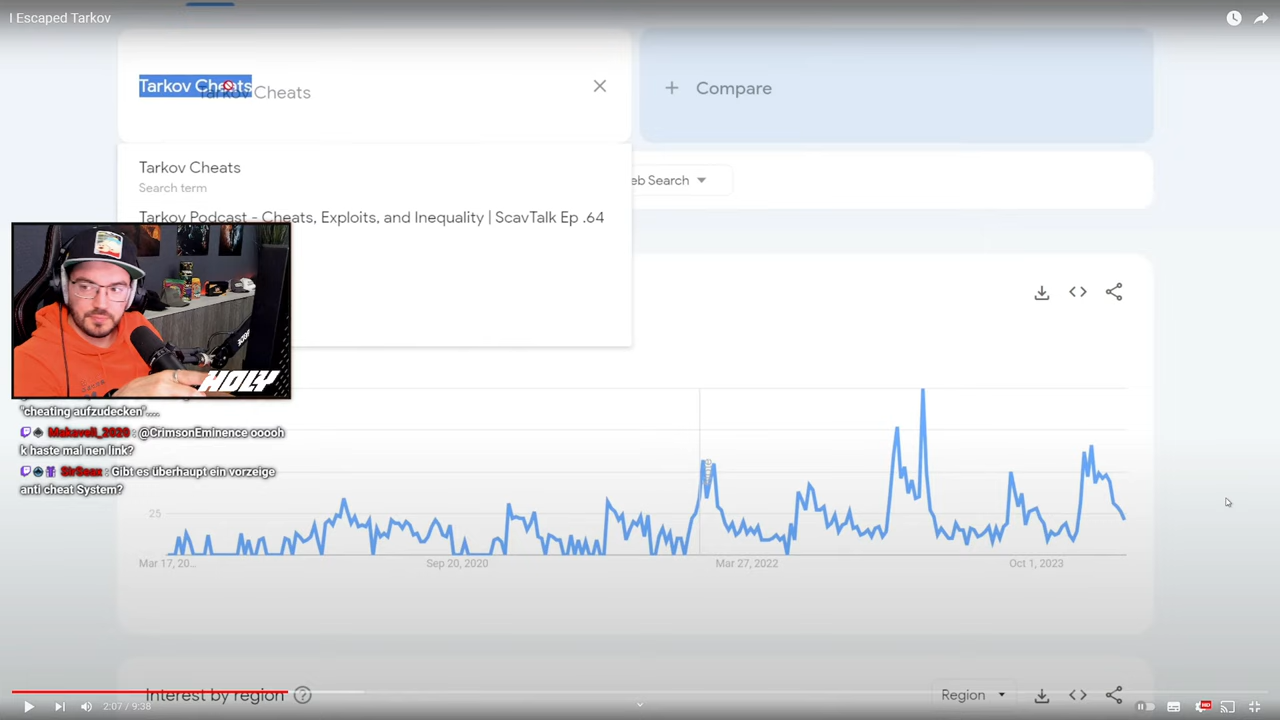 I Escaped Tarkov
Tarkov Cheats
Tarkov Cheats
+ Compare
Tarkov Cheats
Search term
eb Search
Tarkov Podcast - Cheats, Exploits, and Inequality | ScavTalk Ep .64
HOLY
"cheating aufzudecken"....
Makaveli_2020 : @CrimsonEminence ooooh
k haste mal nen link?
: Gibt es überhaupt ein vorzeige
anti cheat System?
25
Mar 17, 20...
Sep 20, 2020
Mar 27, 2022
Oct 1, 2023
Interest by region
Region
2:07 / 9:38
HD